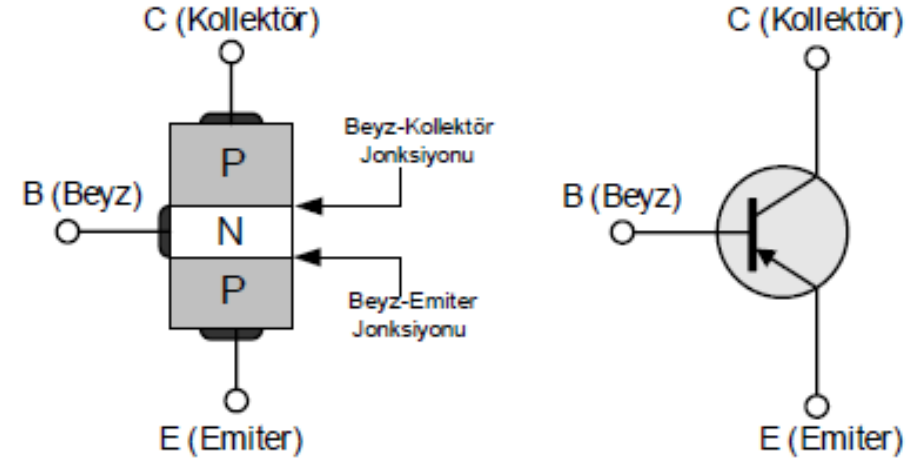 C (Kollektör)
P
Beyz-Kollektör
Jonksiyonu
B (Beyz)
N
P
Beyz-Emiter
Jonksiyonu
E (Emiter)
C (Kollektör)
B (Beyz)
E (Emiter)